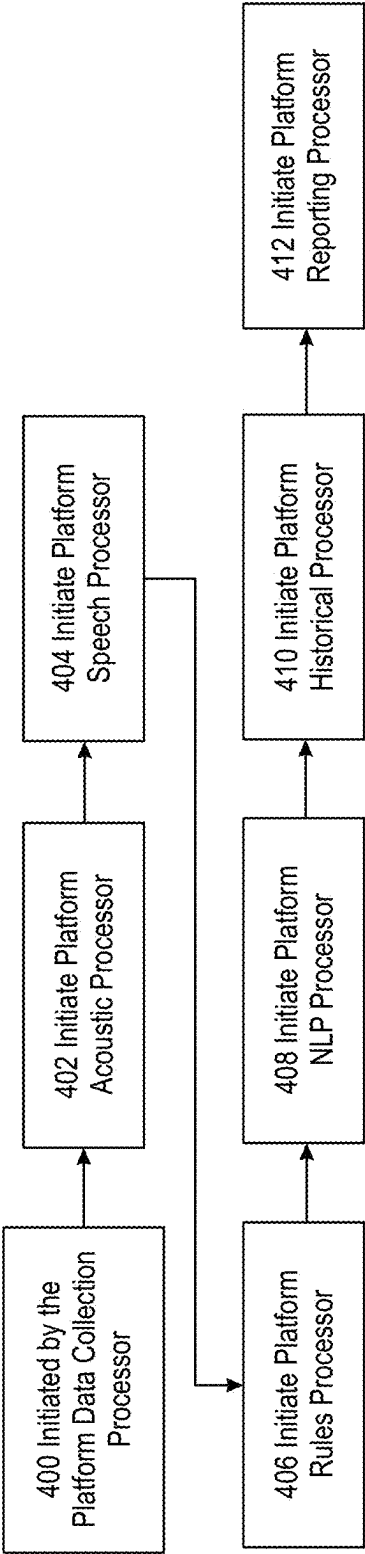 400 Initiated by the
Platform Data Collection
Processor
402 Initiate Platform
Acoustic Processor
404 Initiate Platform
Speech Processor
406 Initiate Platform
Rules Processor
408 Initiate Platform
NLP Processor
410 Initiate Platform
Historical Processor
412 Initiate Platform
Reporting Processor